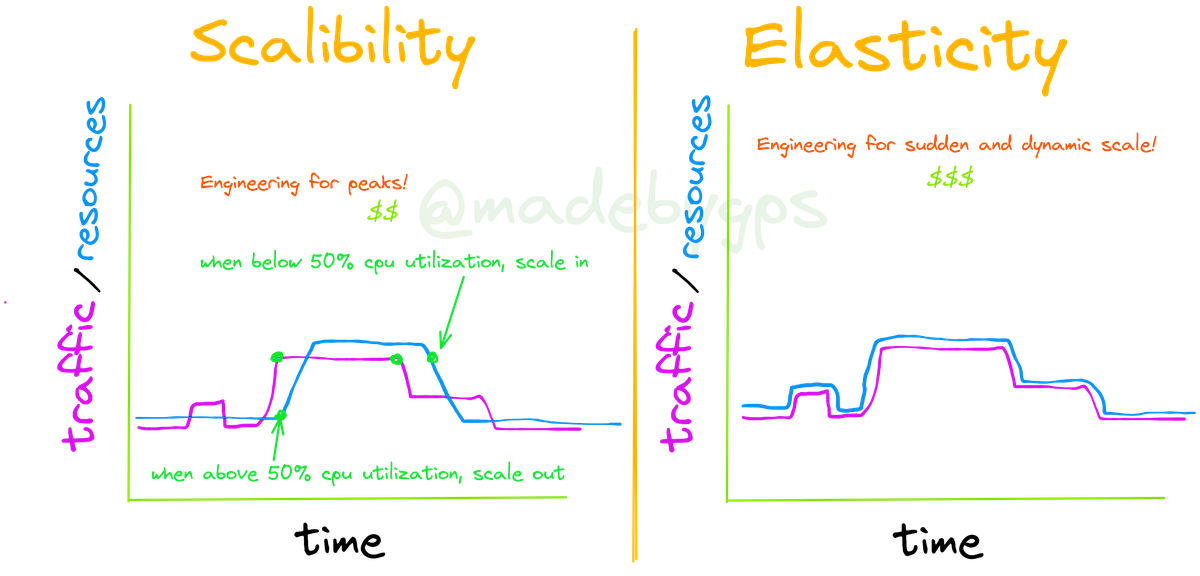 Scalibility
traffic / resources
Engineering for peaks!
$$
when below 50% cpu utilization, scale in
when above 50% cpu utilization, scale out
time
Elasticity
traffic / resources
Engineering for sudden and dynamic scale!
$$$
time
@madebygps